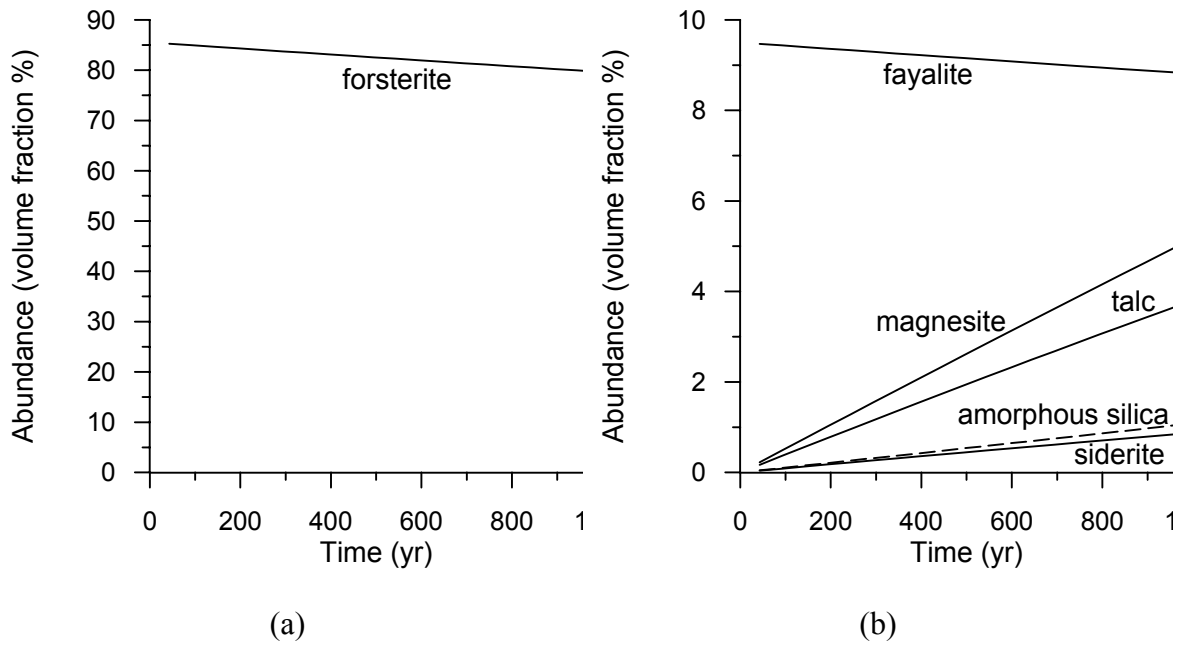 Abundance (volume fraction %)
90
80
70
60
50
40
30
20
10
0
forsterite
0 200 400 600 800 1
Time (yr)
(a)
Abundance (volume fraction %)
10
8
6
4
2
0
fayalite
magnesite
talc
amorphous silica
siderite
0 200 400 600 800 1
Time (yr)
(b)